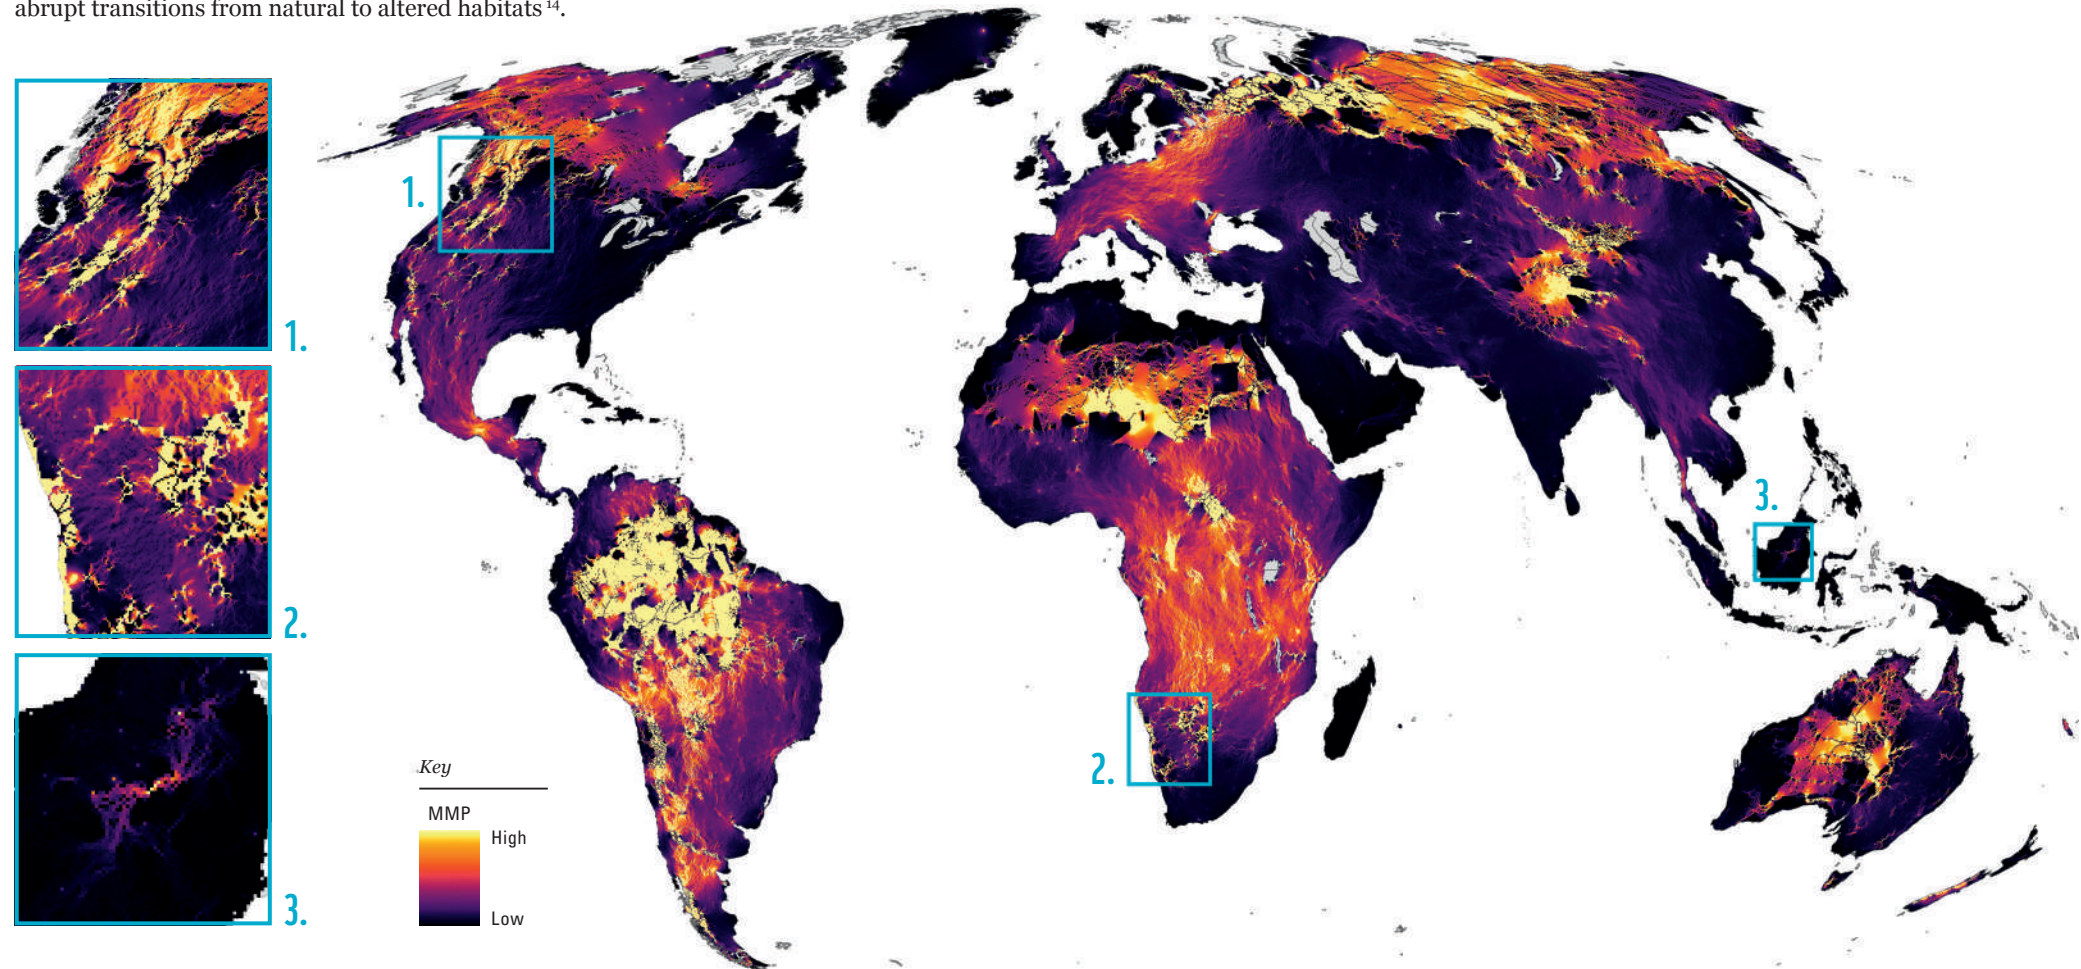 abrupt transitions from natural to altered habitats 14.
1.
1.
2.
3.
3.
2.
Key
MMP
High
Low